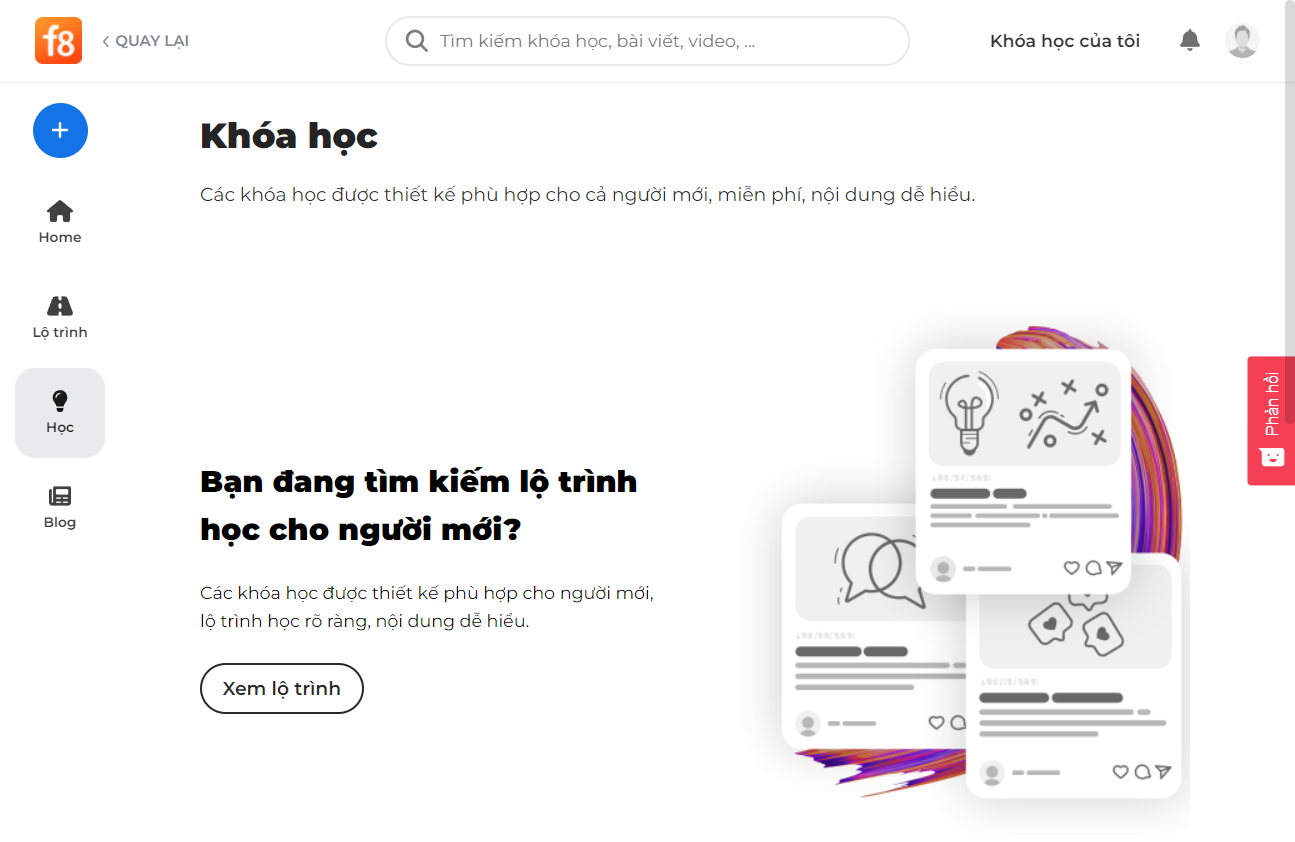 f8
QUAY LẠI
Tìm kiếm khóa học, bài viết, video, ...
Khóa học của tôi
Khóa học
Các khóa học được thiết kế phù hợp cho cả người mới, miễn phí, nội dung dễ hiểu.
Home
Lộ trình
Học
Blog
Bạn đang tìm kiếm lộ trình
học cho người mới?
Các khóa học được thiết kế phù hợp cho người mới,
lộ trình học rõ ràng, nội dung dễ hiểu.
Xem lộ trình
Phản hồi